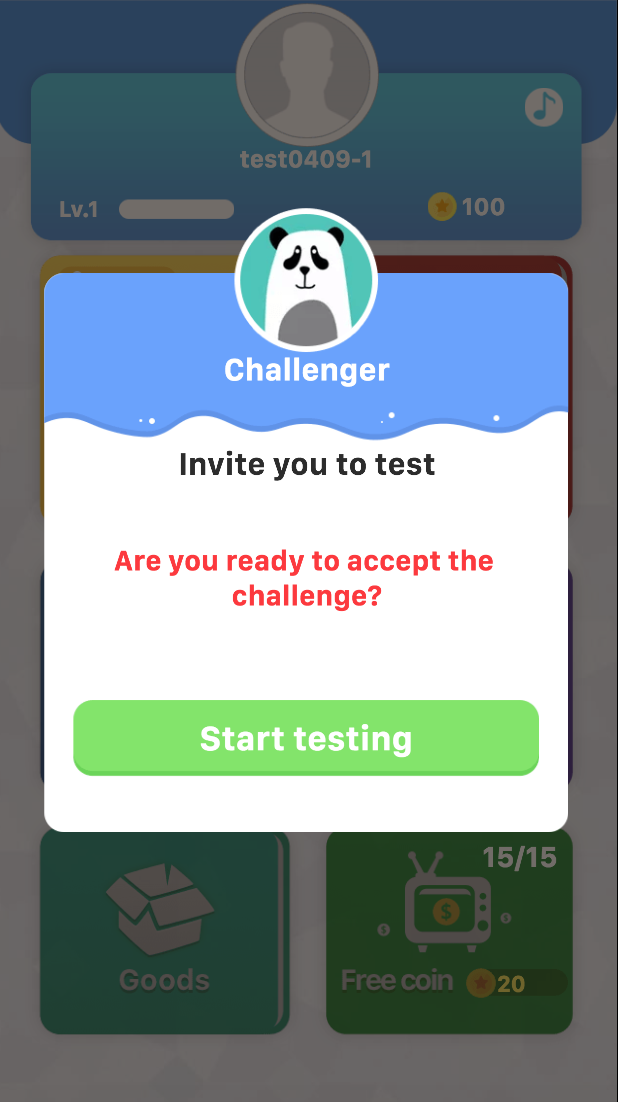 test0409-1
Lv.1
100
Challenger
Invite you to test
Are you ready to accept the
challenge?
Start testing
15/15
Goods
Free coin
20